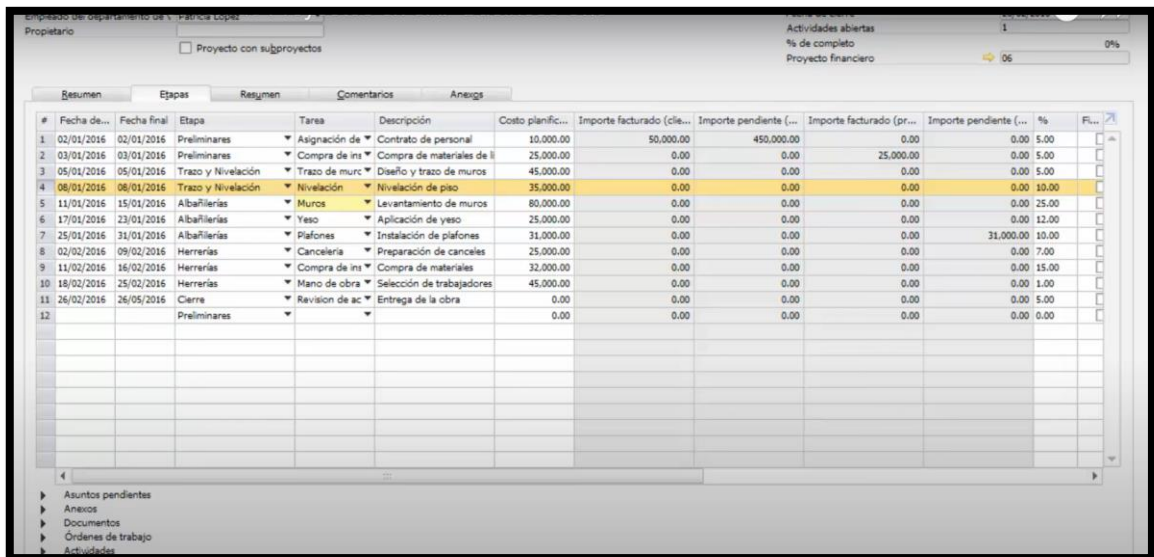 Empleado del departamento de \ Patricia Lopez
Propietario
Proyecto con subproyectos
Actividades abiertas 1
% de completo 0%
Proyecto financiero 06
Resumen Etapas Resumen Comentarios Anexos
# Fecha de... Fecha final Etapa Tarea Descripción Costo planific... Importe facturado (clie... Importe pendiente (... Importe facturado (pr... Importe pendiente (... % Fi...
1 02/01/2016 02/01/2016 Preliminares Asignación de Contrato de personal 10,000.00 50,000.00 450,000.00 0.00 0.00 5.00
2 03/01/2016 03/01/2016 Preliminares Compra de ins Compra de materiales de li 25,000.00 0.00 0.00 25,000.00 0.00 5.00
3 05/01/2016 05/01/2016 Trazo y Nivelación Trazo de murc Diseño y trazo de muros 45,000.00 0.00 0.00 0.00 0.00 5.00
4 08/01/2016 08/01/2016 Trazo y Nivelación Nivelación Nivelación de piso 35,000.00 0.00 0.00 0.00 0.00 10.00
5 11/01/2016 15/01/2016 Albañilerías Muros Levantamiento de muros 80,000.00 0.00 0.00 0.00 0.00 25.00
6 17/01/2016 23/01/2016 Albañilerías Yeso Aplicación de yeso 25,000.00 0.00 0.00 0.00 0.00 12.00
7 25/01/2016 31/01/2016 Albañilerías Plafones Instalación de plafones 31,000.00 0.00 0.00 0.00 31,000.00 10.00
8 02/02/2016 09/02/2016 Herrerías Canceleria Preparación de canceles 25,000.00 0.00 0.00 0.00 0.00 7.00
9 11/02/2016 16/02/2016 Herrerías Compra de ins Compra de materiales 32,000.00 0.00 0.00 0.00 0.00 15.00
10 18/02/2016 25/02/2016 Herrerías Mano de obra Selección de trabajadores 45,000.00 0.00 0.00 0.00 0.00 1.00
11 26/02/2016 26/05/2016 Cierre Revision de ac Entrega de la obra 0.00 0.00 0.00 0.00 0.00 5.00
12 Preliminares 0.00 0.00 0.00 0.00 0.00 0.00
Asuntos pendientes
Anexos
Documentos
Órdenes de trabajo
Actividades